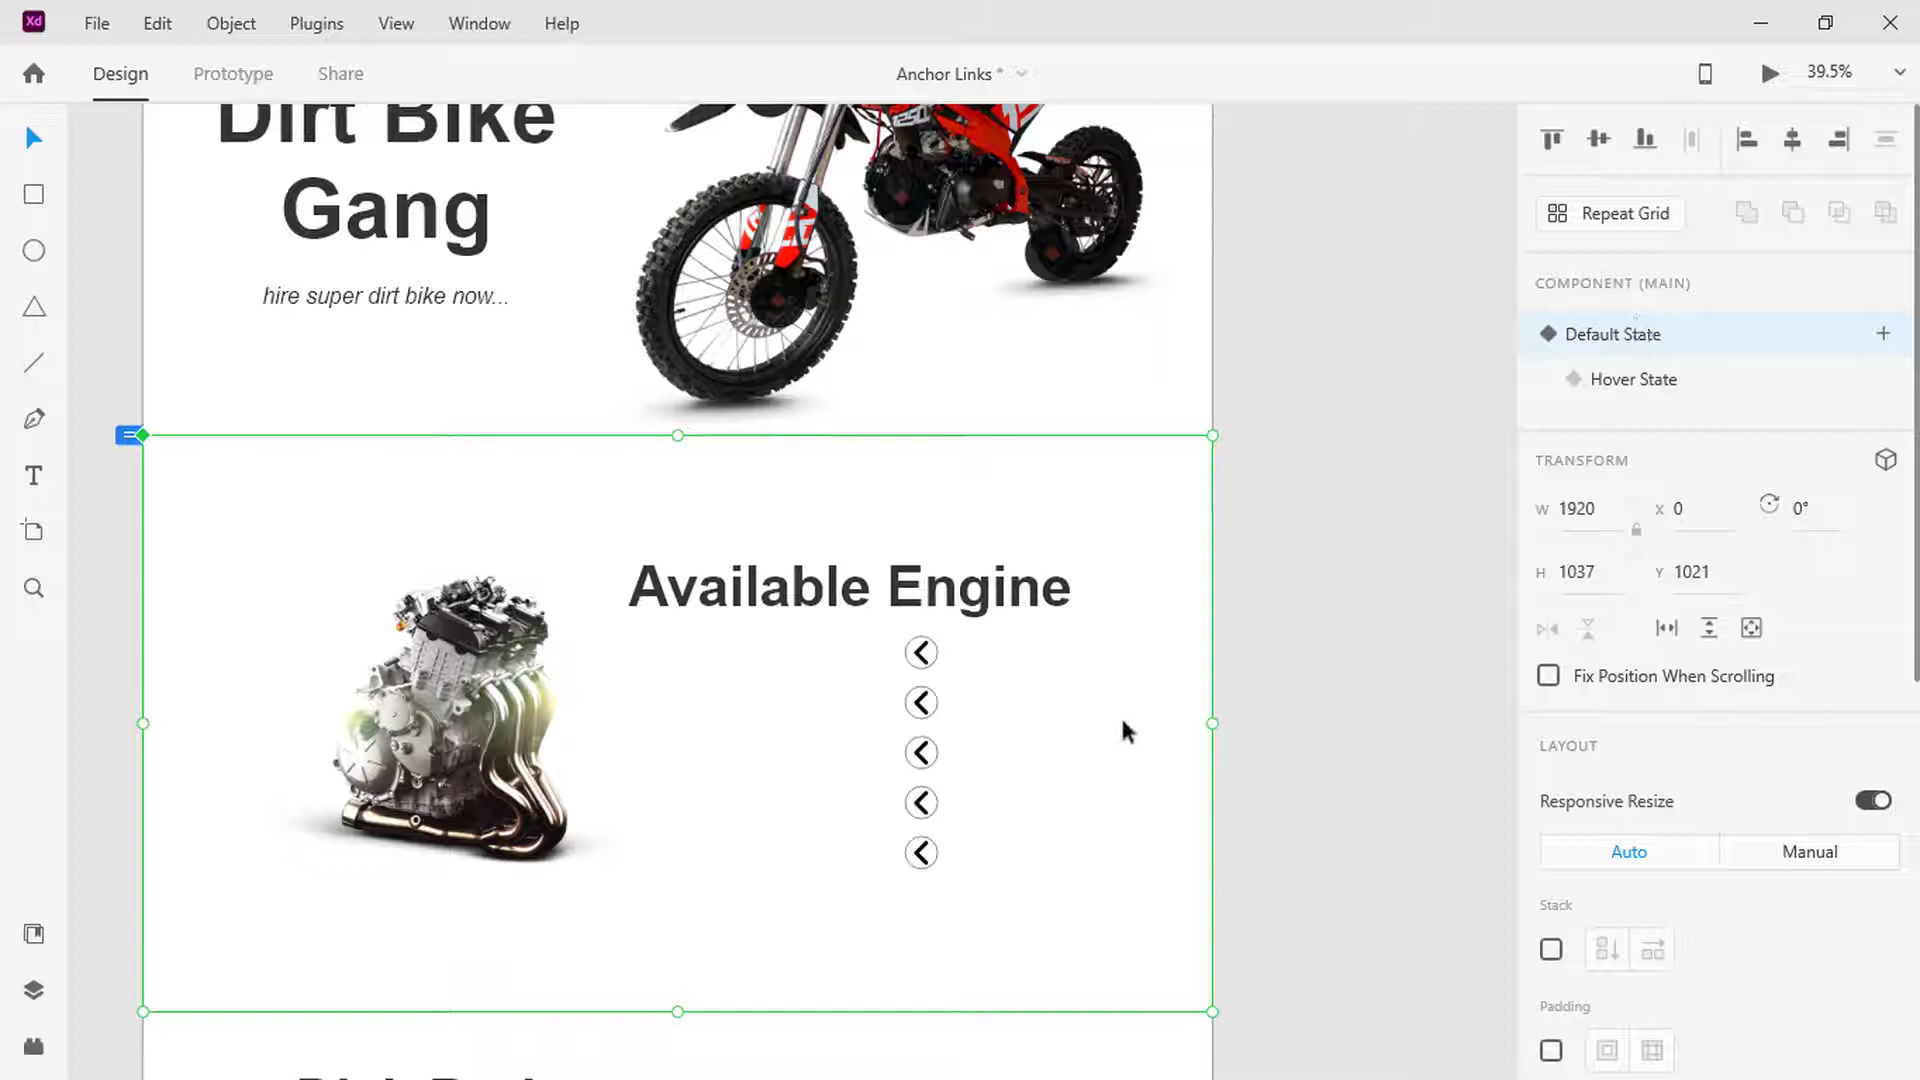 Xd File Edit Object Plugins View Window Help
Design Prototype Share Anchor Links * 39.5%
Dirt Bike
Gang
hire super dirt bike now...
Available Engine
Repeat Grid
COMPONENT (MAIN)
Default State +
Hover State
TRANSFORM
W 1920 X 0 0°
H 1037 Y 1021
Fix Position When Scrolling
LAYOUT
Responsive Resize
Auto Manual
Stack
Padding